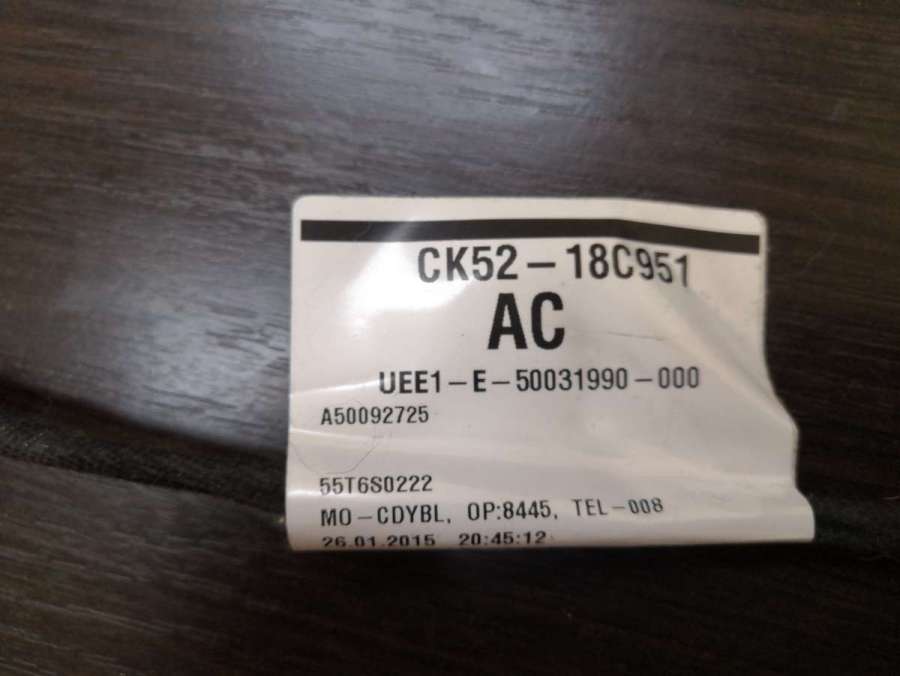 CK52-18C951
AC
UEE1-E-50031990-000
A50092725
55T6S0222
MO-CDYBL, OP:8445, TEL-008
26.01.2015 20:45:12